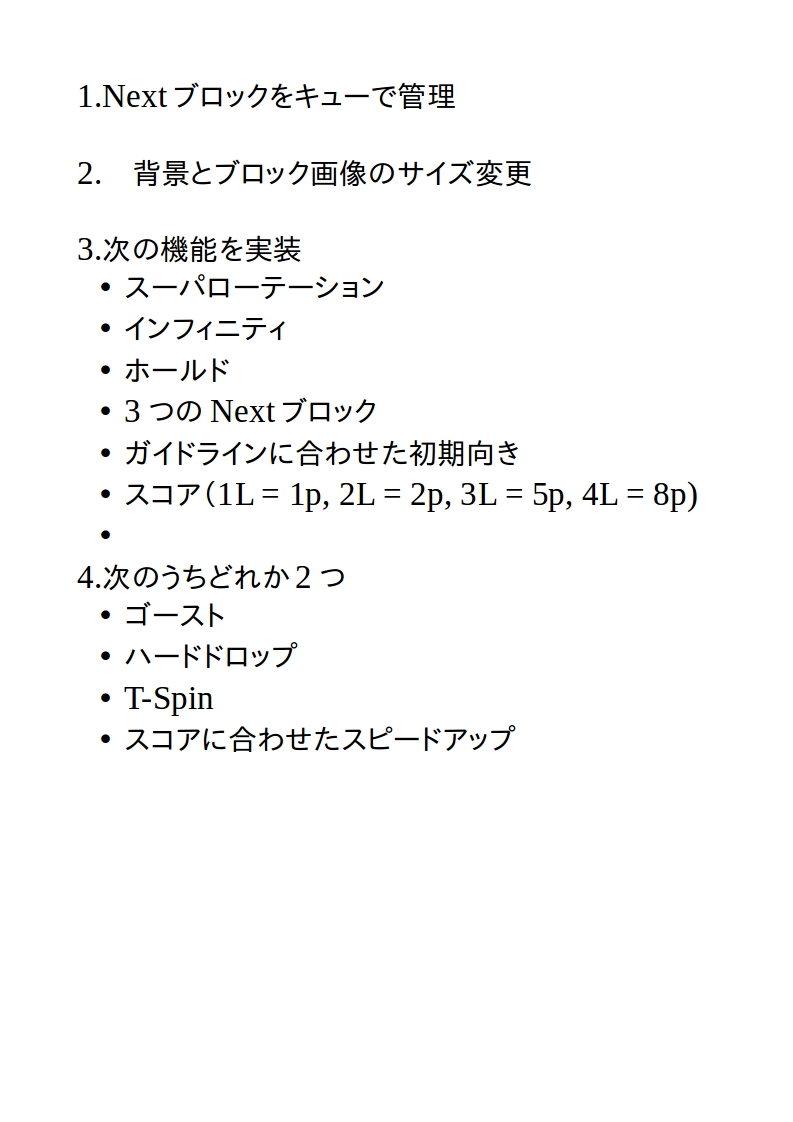 1.Nextブロックをキューで管理
2.　背景とブロック画像のサイズ変更
3.次の機能を実装
• スーパローテーション
• インフィニティ
• ホールド
• 3 つの Next ブロック
• ガイドラインに合わせた初期向き
• スコア（1L = 1p, 2L = 2p, 3L = 5p, 4L = 8p)
•
4.次のうちどれか 2 つ
• ゴースト
• ハードドロップ
• T-Spin
• スコアに合わせたスピードアップ